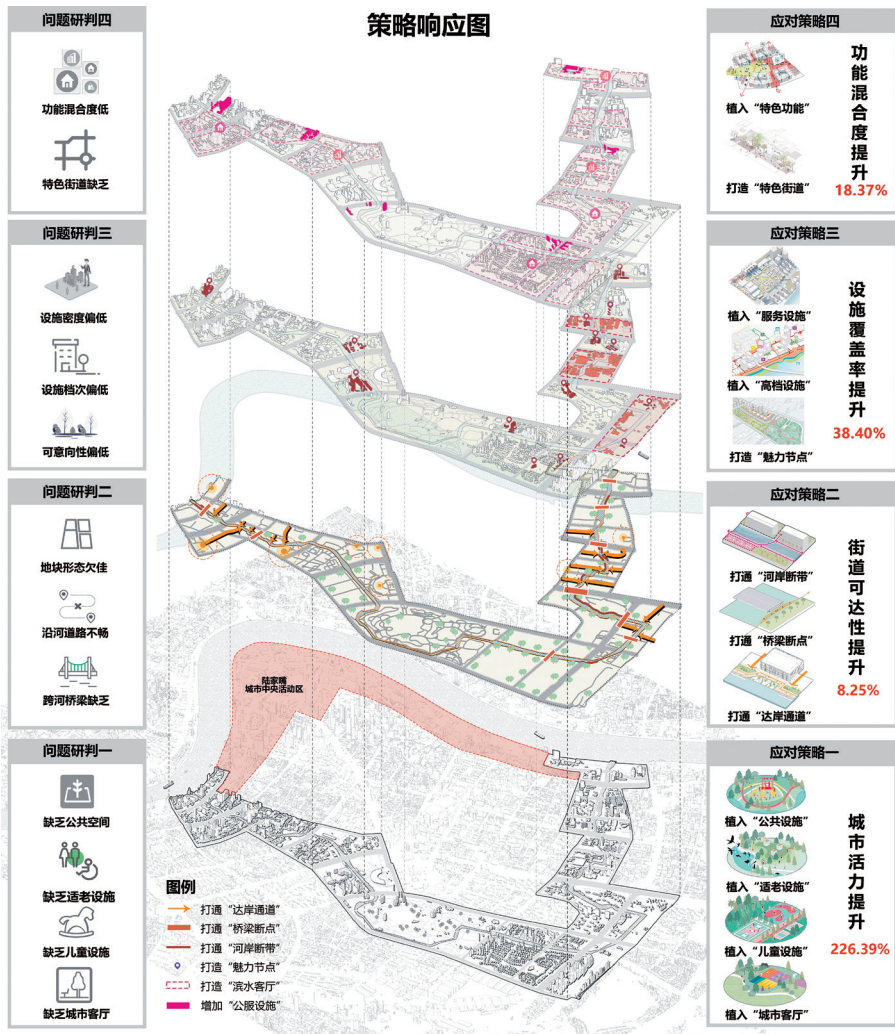 策略响应图
问题研判四
功能混合度低
特色街道缺乏
问题研判三
设施密度偏低
设施档次偏低
可意向性偏低
问题研判二
地块形态欠佳
沿河道路不畅
跨河桥梁缺乏
问题研判一
缺乏公共空间
缺乏适老设施
缺乏儿童设施
缺乏城市客厅
陆家嘴
城市中央活动区
图例
打通“达岸通道”
打通“桥梁断点”
打通“河岸断带”
打造“魅力节点”
打造“滨水客厅”
增加“公服设施”
应对策略四
植入“特色功能”
打造“特色街道”
功能混合度提升
18.37%
应对策略三
植入“服务设施”
植入“高档设施”
打造“魅力节点”
设施覆盖率提升
38.40%
应对策略二
打通“河岸断带”
打通“桥梁断点”
打通“达岸通道”
街道可达性提升
8.25%
应对策略一
植入“公共设施”
植入“适老设施”
植入“儿童设施”
植入“城市客厅”
城市活力提升
226.39%